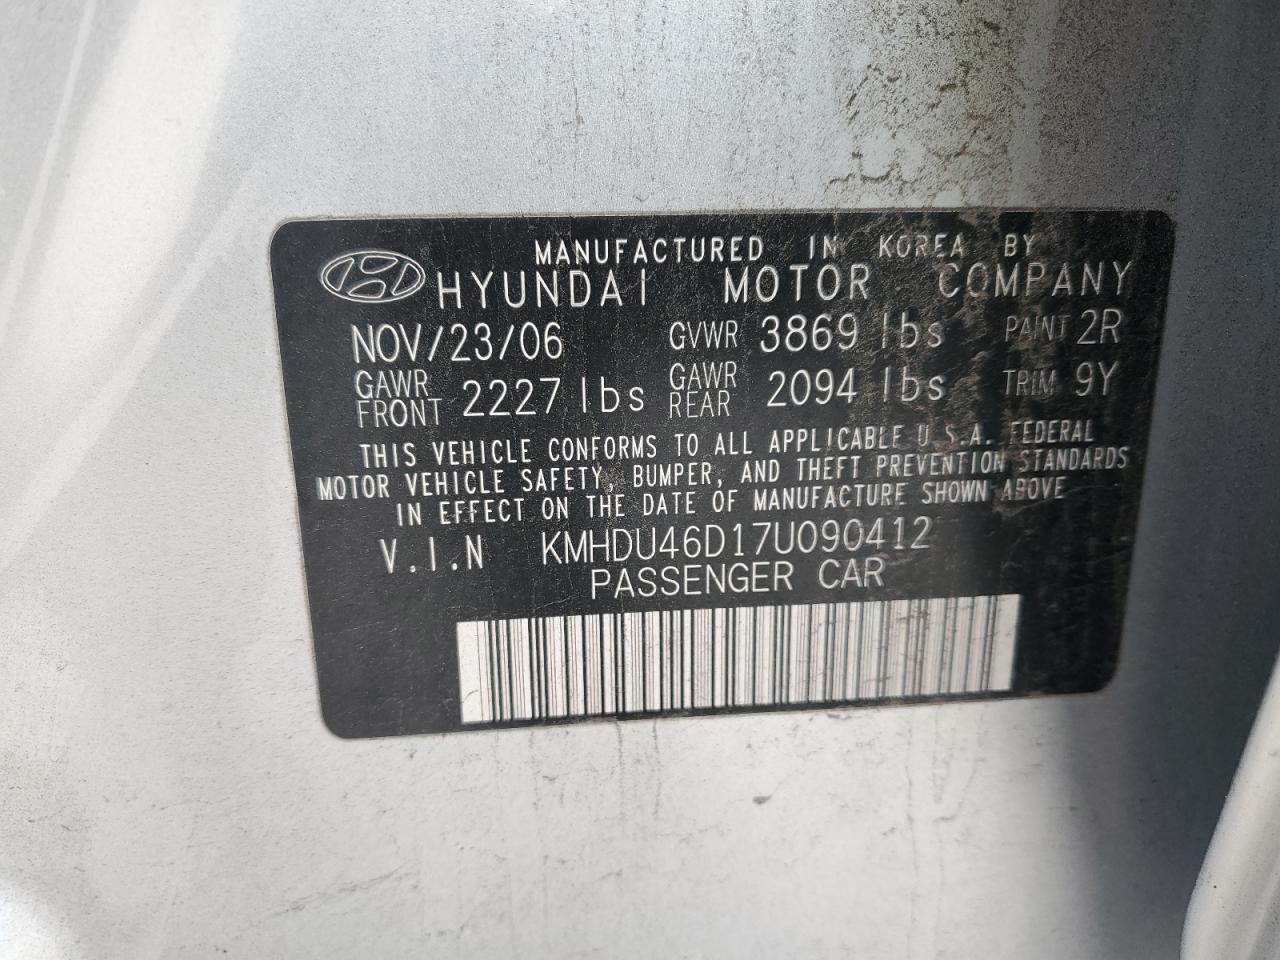 MANUFACTURED IN KOREA BY
HYUNDAI MOTOR COMPANY
NOV/23/06 GVWR 3869 lbs PAINT 2R
GAWR FRONT 2227 lbs GAWR REAR 2094 lbs TRIM 9Y
THIS VEHICLE CONFORMS TO ALL APPLICABLE U.S.A. FEDERAL
MOTOR VEHICLE SAFETY, BUMPER, AND THEFT PREVENTION STANDARDS
IN EFFECT ON THE DATE OF MANUFACTURE SHOWN ABOVE
V.I.N KMHDU46D17U090412
PASSENGER CAR